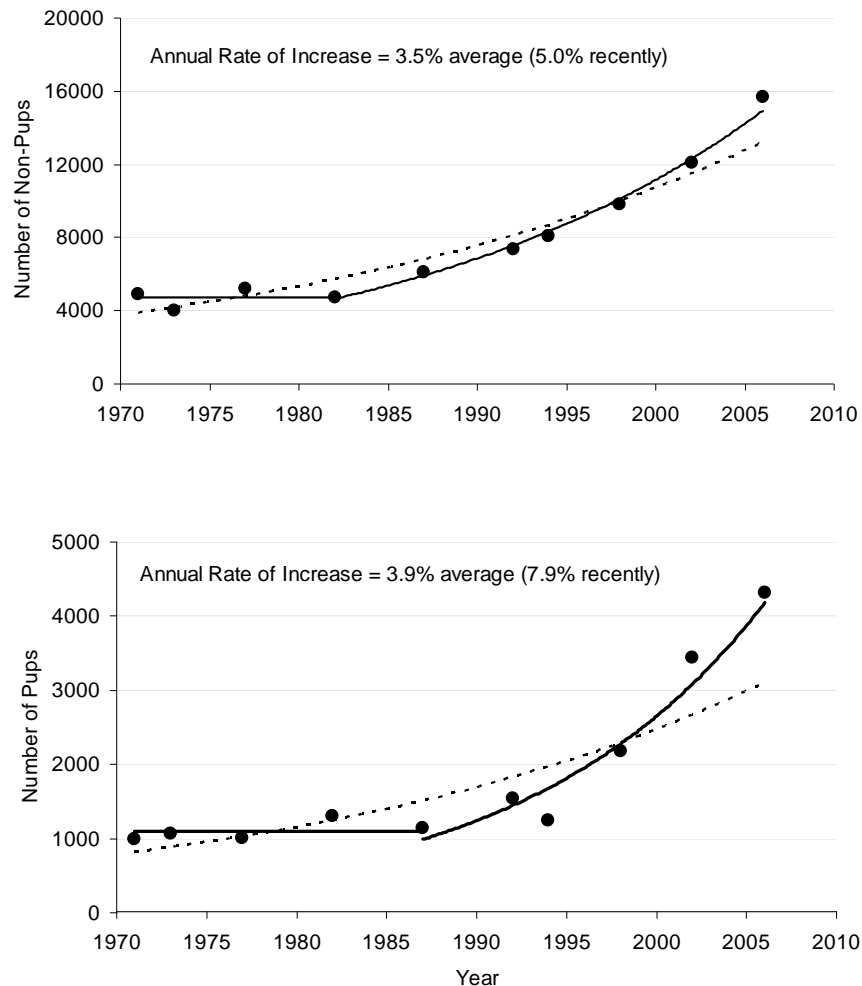 Annual Rate of Increase = 3.5% average (5.0% recently)
Number of Non-Pups
20000
16000
12000
8000
4000
0
1970 1975 1980 1985 1990 1995 2000 2005 2010
Annual Rate of Increase = 3.9% average (7.9% recently)
Number of Pups
5000
4000
3000
2000
1000
0
1970 1975 1980 1985 1990 1995 2000 2005 2010
Year